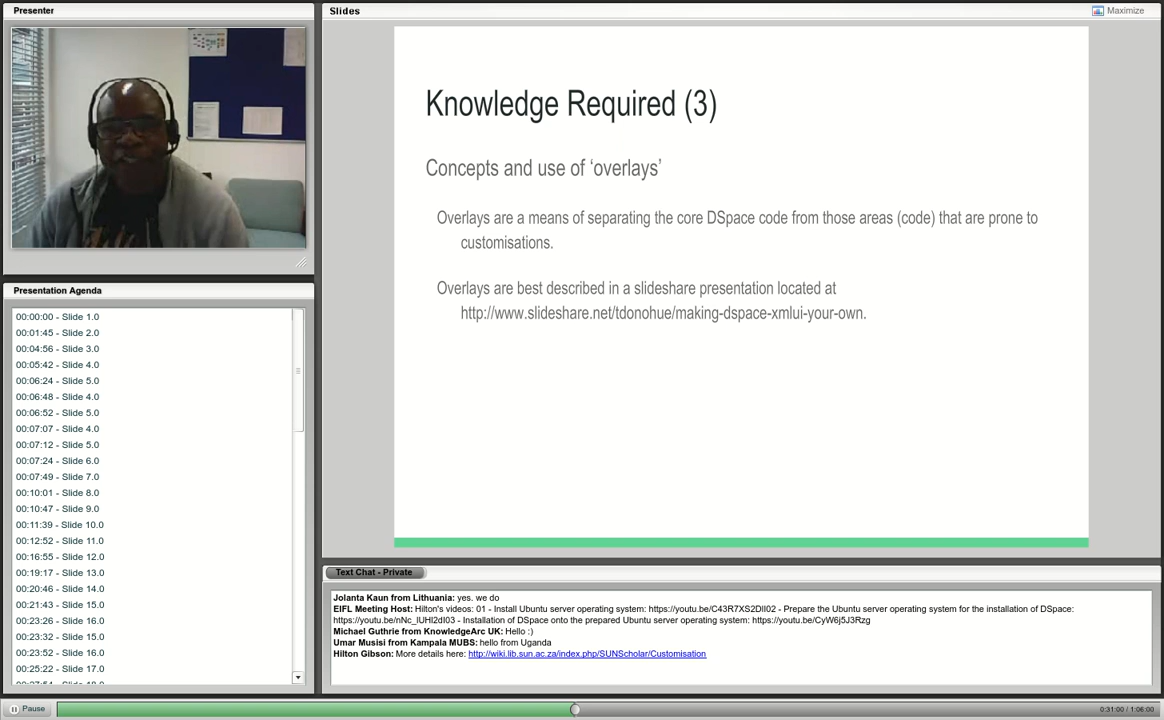 Presenter
Slides
Maximize
Knowledge Required (3)
Concepts and use of ‘overlays’
Overlays are a means of separating the core DSpace code from those areas (code) that are prone to
customisations.
Overlays are best described in a slideshare presentation located at
http://www.slideshare.net/tdonohue/making-dspace-xmlui-your-own.
Presentation Agenda
00:00:00 - Slide 1.0
00:01:45 - Slide 2.0
00:04:56 - Slide 3.0
00:05:42 - Slide 4.0
00:06:24 - Slide 5.0
00:06:48 - Slide 4.0
00:06:52 - Slide 5.0
00:07:07 - Slide 4.0
00:07:12 - Slide 5.0
00:07:24 - Slide 6.0
00:07:49 - Slide 7.0
00:10:01 - Slide 8.0
00:10:47 - Slide 9.0
00:11:39 - Slide 10.0
00:12:52 - Slide 11.0
00:16:55 - Slide 12.0
00:19:17 - Slide 13.0
00:20:46 - Slide 14.0
00:21:43 - Slide 15.0
00:23:26 - Slide 16.0
00:23:32 - Slide 15.0
00:23:52 - Slide 16.0
00:25:22 - Slide 17.0
Text Chat - Private
Jolanta Kaun from Lithuania: yes. we do
EIFL Meeting Host: Hilton's videos: 01 - Install Ubuntu server operating system: https://youtu.be/C43R7XS2DlI02 - Prepare the Ubuntu server operating system for the installation of DSpace:
https://youtu.be/nNc_lUHI2dI03 - Installation of DSpace onto the prepared Ubuntu server operating system: https://youtu.be/CyW6j5J3Rzg
Michael Guthrie from KnowledgeArc UK: Hello :)
Umar Musisi from Kampala MUBS: hello from Uganda
Hilton Gibson: More details here: http://wiki.lib.sun.ac.za/index.php/SUNScholar/Customisation
Pause
0:31:00 / 1:06:00